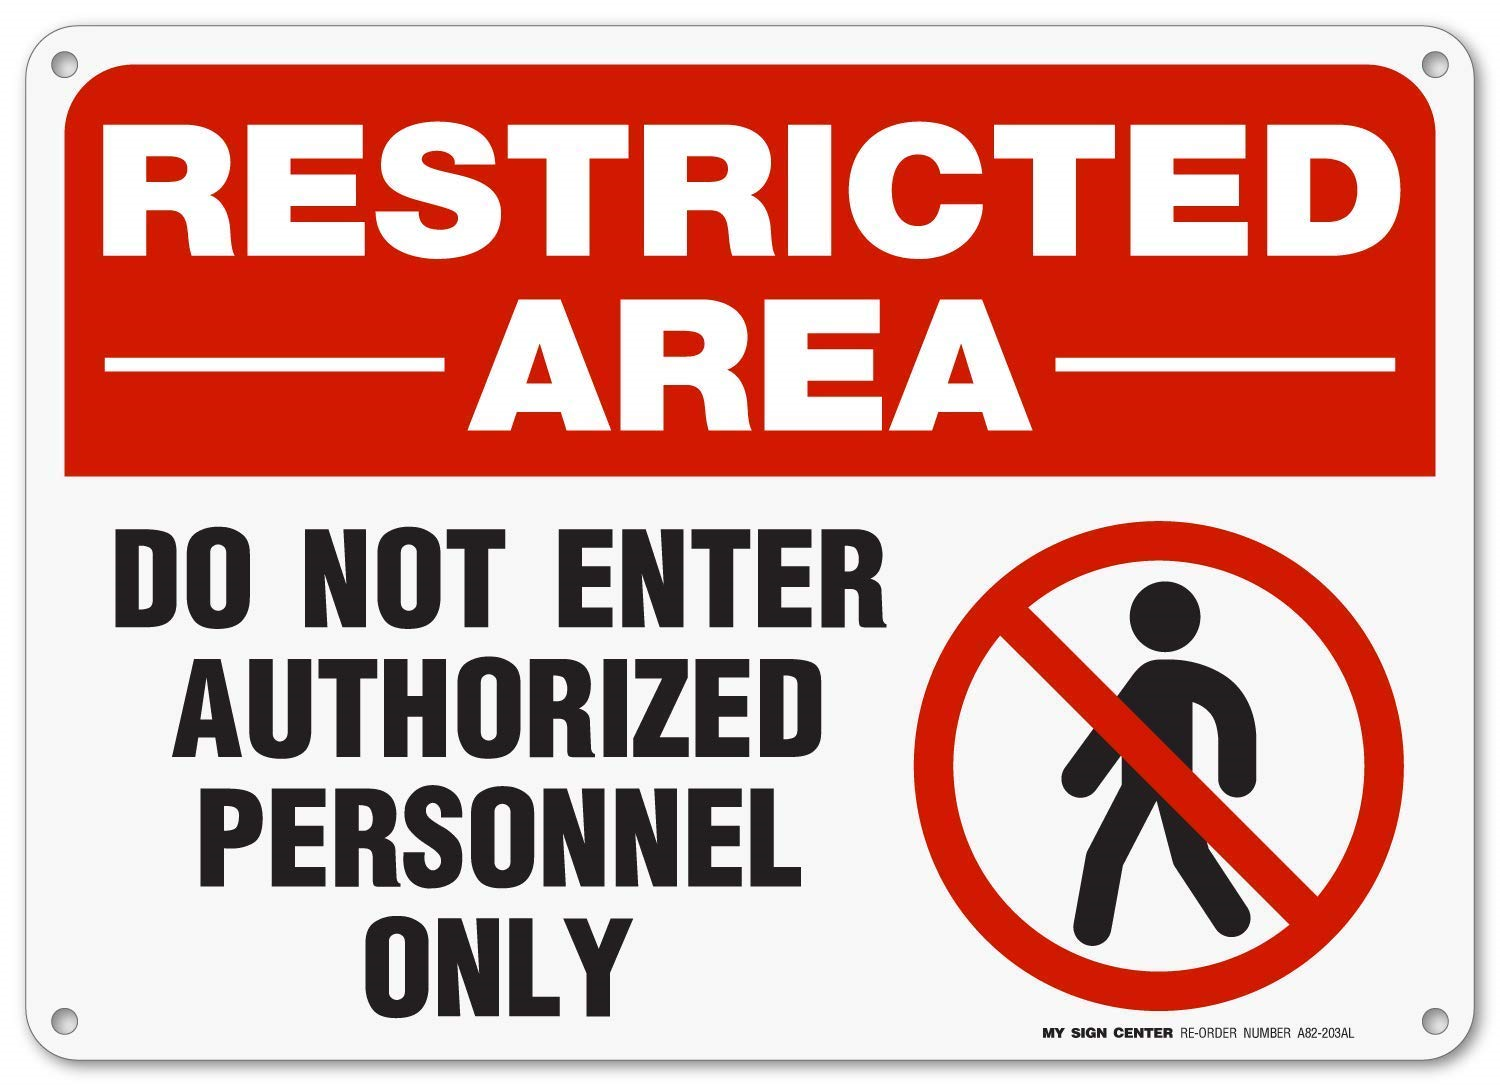 RESTRICTED
AREA
DO NOT ENTER
AUTHORIZED
PERSONNEL
ONLY
MY SIGN CENTER RE-ORDER NUMBER A82-203AL